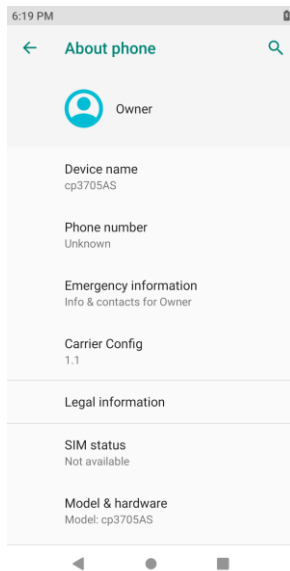 6:19 PM
About phone
Owner
Device name
cp3705AS
Phone number
Unknown
Emergency information
Info & contacts for Owner
Carrier Config
1.1
Legal information
SIM status
Not available
Model & hardware
Model: cp3705AS